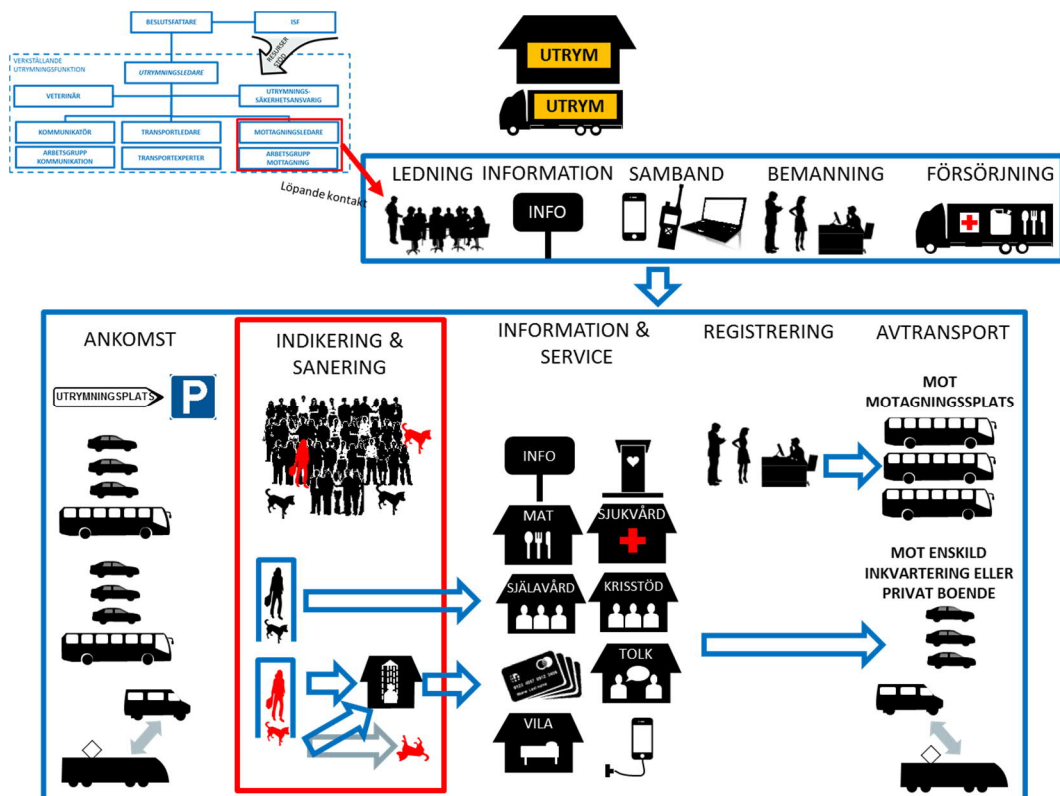 BESLUTSFATTARE
ISF
RESURSER
STÖD
VERKSTÄLLANDE
UTRYMNINGSFUNKTION
UTRYMNINGSLEDARE
VETERINÄR
UTRYMNINGS-
SÄKERHETSANSVARIG
KOMMUNIKATÖR
TRANSPORTLEDARE
MOTTAGNINGSLEDARE
ARBETSGRUPP
KOMMUNIKATION
TRANSPORTEXPERTER
ARBETSGRUPP
MOTTAGNING
Löpande kontakt
UTRYM
UTRYM
LEDNING
INFORMATION
SAMBAND
BEMANNING
FÖRSÖRJNING
INFO
ANKOMST
UTRYMNINGSPLATS
P
INDIKERING &
SANERING
INFORMATION &
SERVICE
INFO
MAT
SJUKVÅRD
SJÄLAVÅRD
KRISSTÖD
TOLK
VILA
REGISTRERING
AVTRANSPORT
MOT
MOTAGNINGSSPLATS
MOT ENSKILD
INKVARTERING ELLER
PRIVAT BOENDE